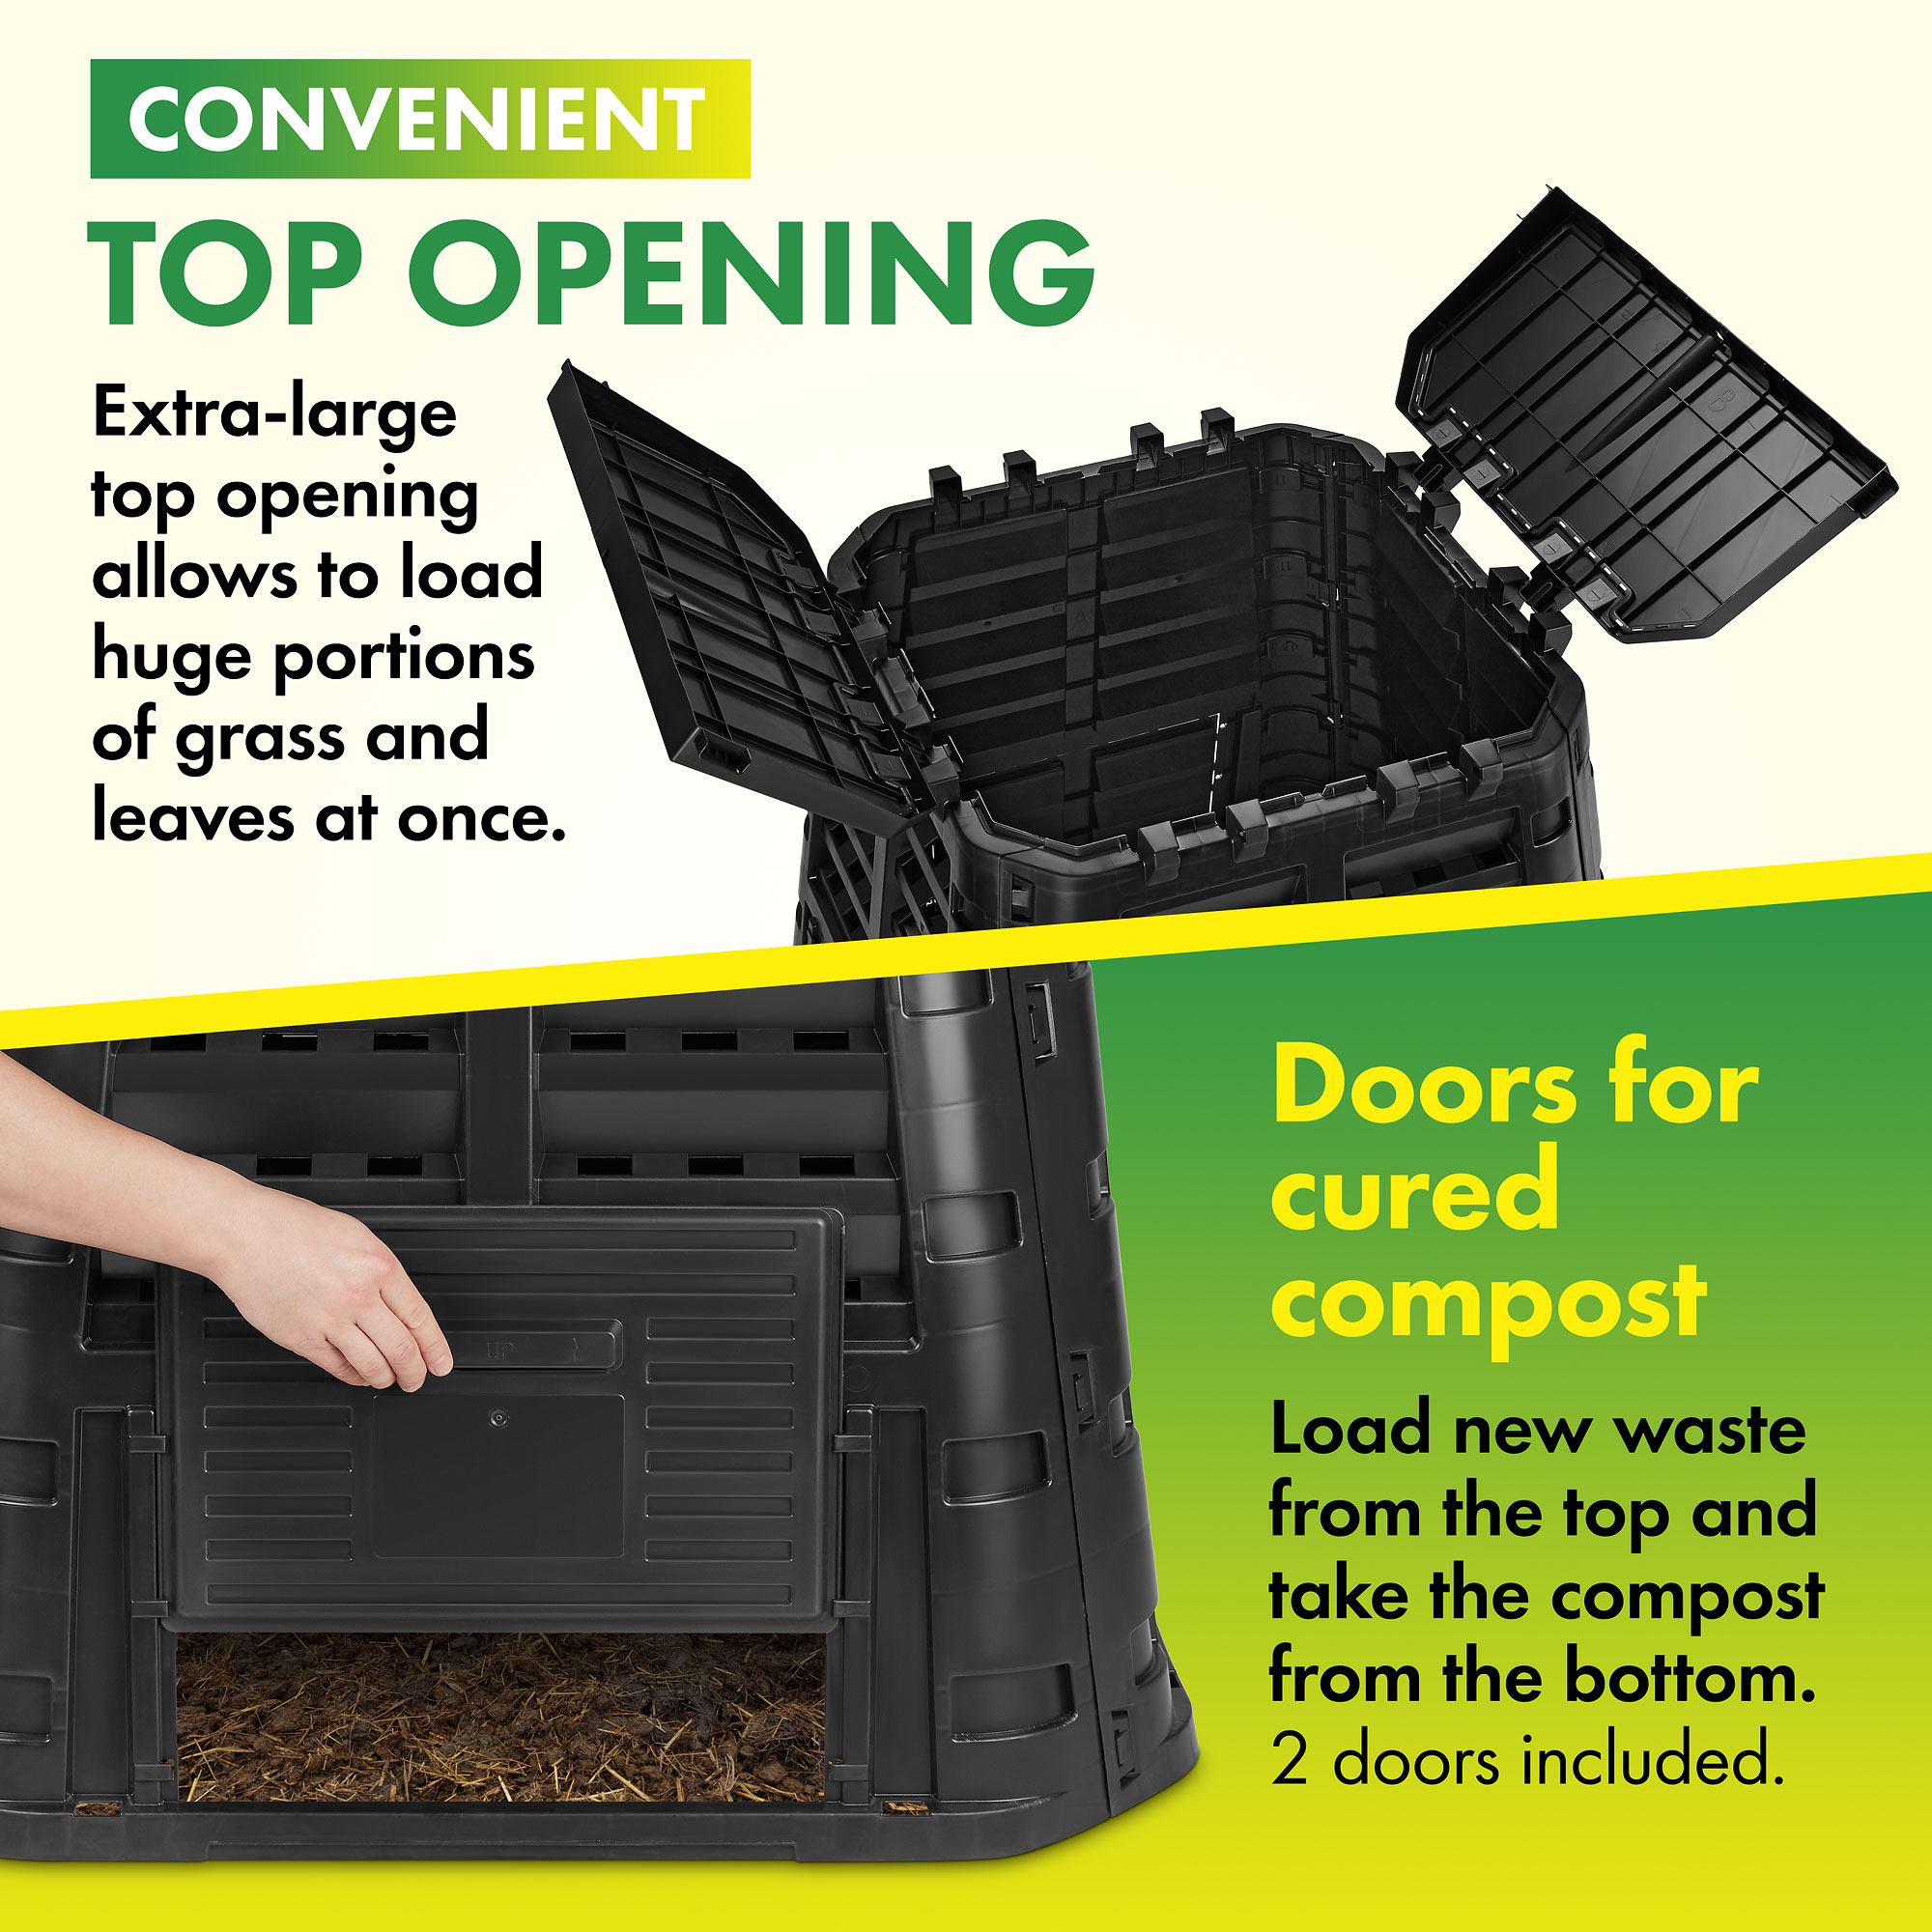 CONVENIENT
TOP OPENING
Extra-large
top opening
allows to load
huge portions
of grass and
leaves at once.
Doors for
cured
compost
Load new waste
from the top and
take the compost
from the bottom.
2 doors included.
up